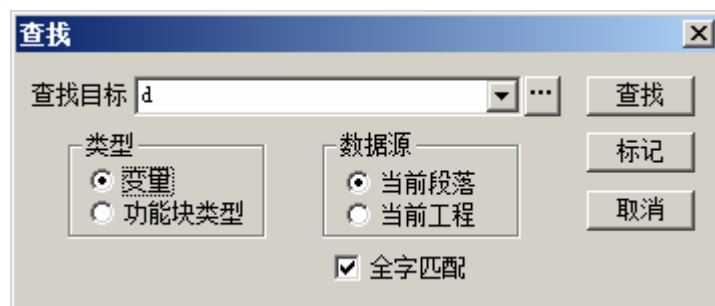 查找
查找目标 d ... 查找
类型 数据源 标记
变量 当前段落
功能块类型 当前工程 取消
全字匹配